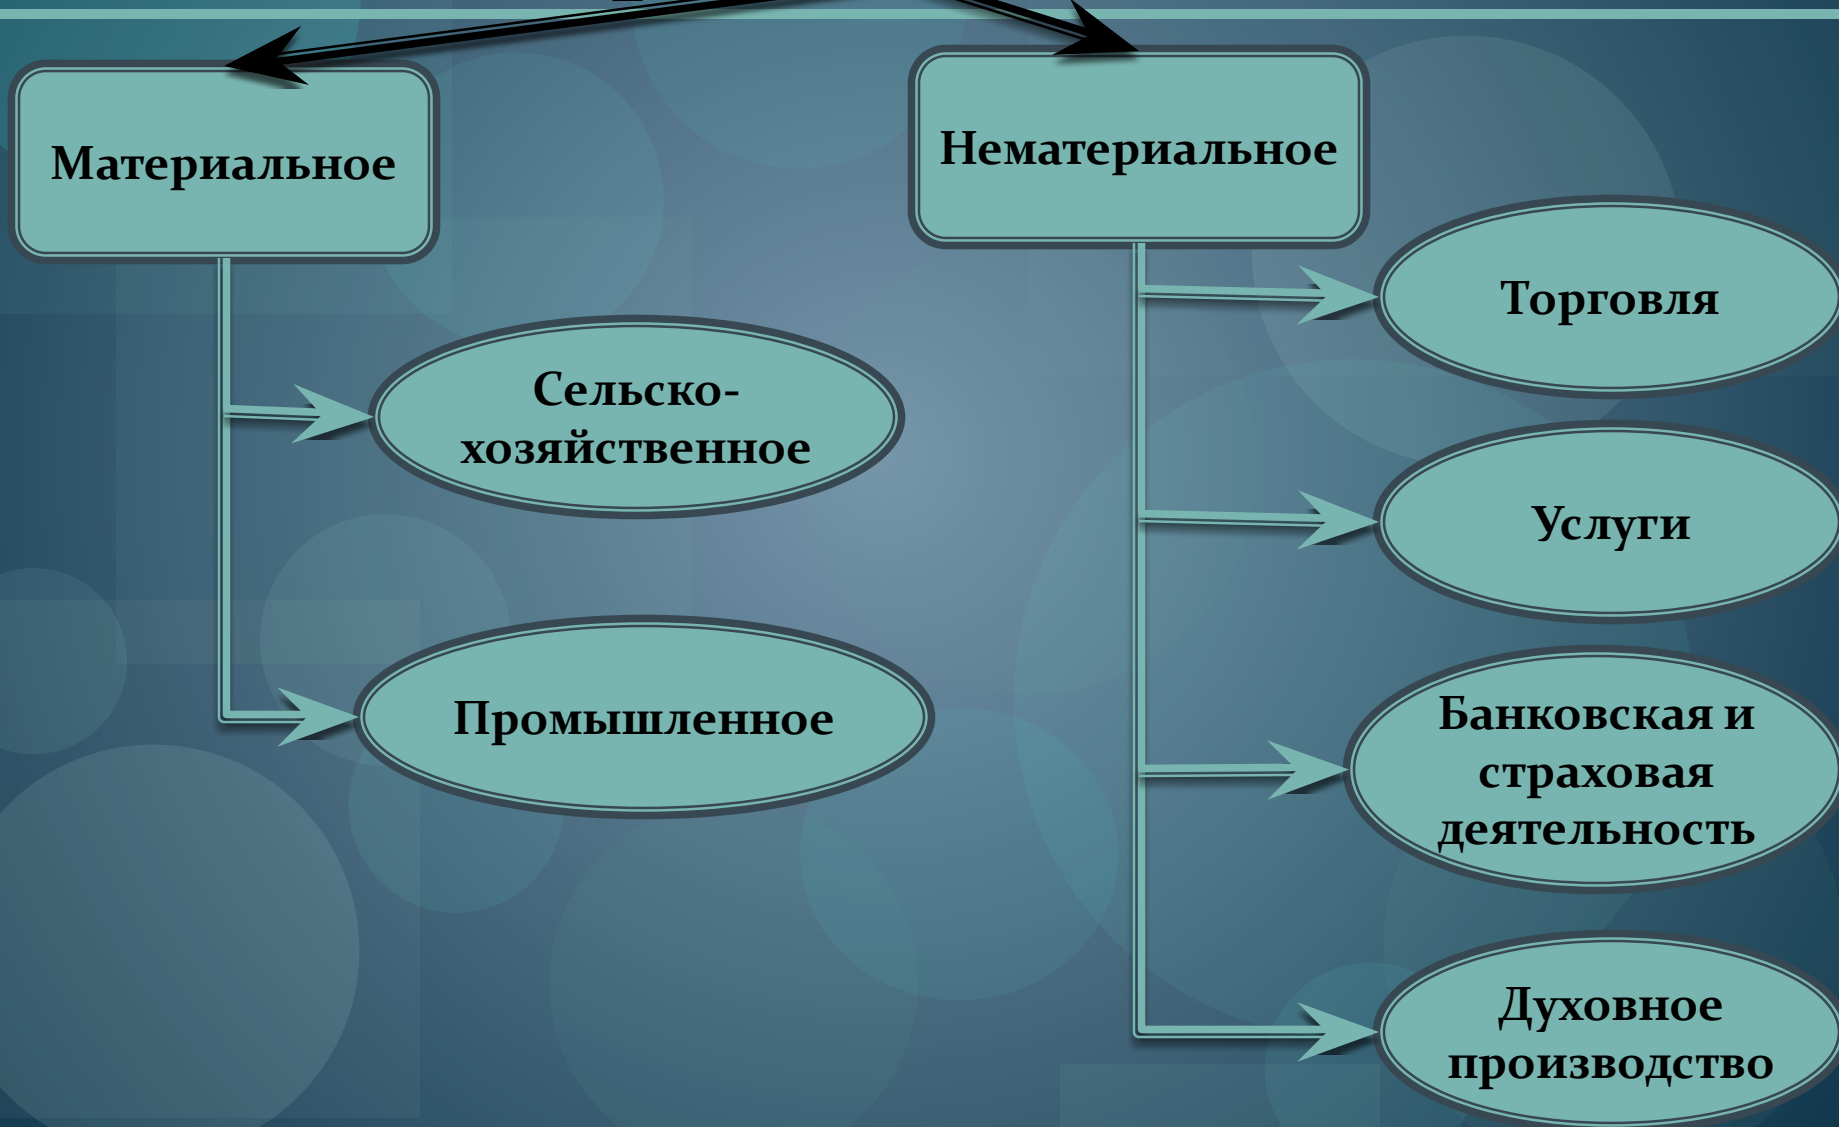 Материальное
Сельско-
хозяйственное
Промышленное
Нематериальное
Торговля
Услуги
Банковская и
страховая
деятельность
Духовное
производство